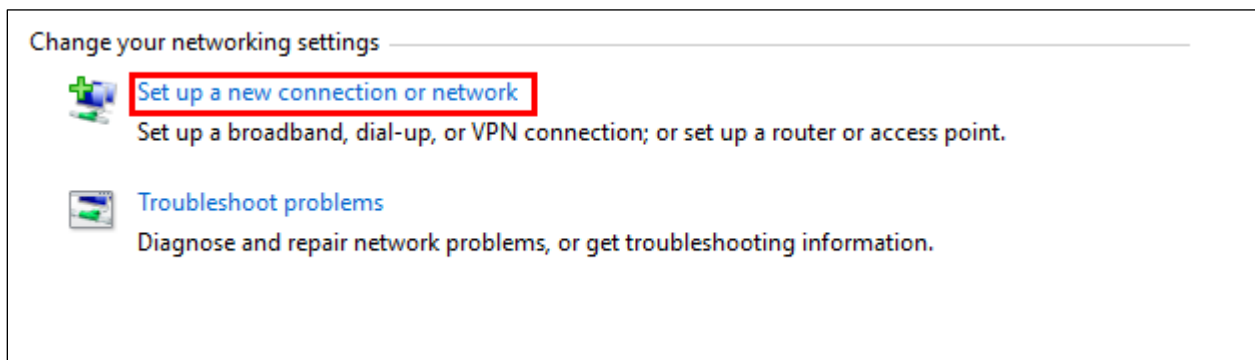 Change your networking settings
Set up a new connection or network
Set up a broadband, dial-up, or VPN connection; or set up a router or access point.
Troubleshoot problems
Diagnose and repair network problems, or get troubleshooting information.